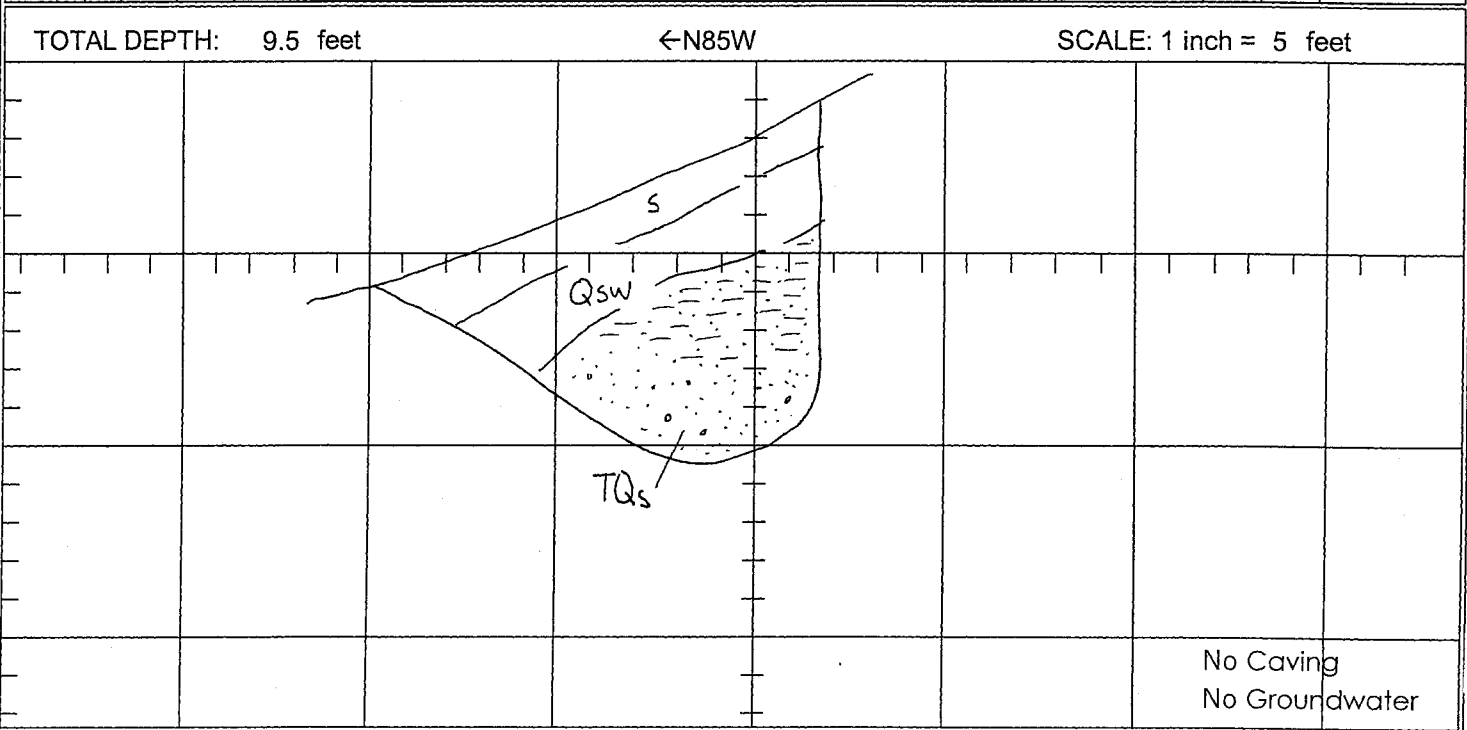 TOTAL DEPTH: 9.5 feet ←N85W SCALE: 1 inch = 5 feet
S
Qsw
TQs
No Caving
No Groundwater